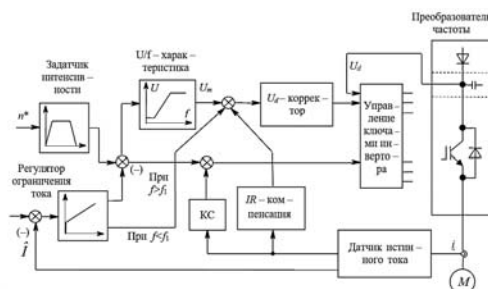 Преобразователь
частоты
U/f – харак –
теристика
U
f
Uₘ
U_d
Задатчик
интенсив –
ности
n*
U_d – коррек –
тор
Управ –
ление
ключа –
ми ин –
верто –
ра
Регулятор
ограничения
тока
(–)
При
f>f₁
(–)
Î
При f<f₁
КС
IR – ком –
пенсация
Датчик истин –
ного тока
i
M